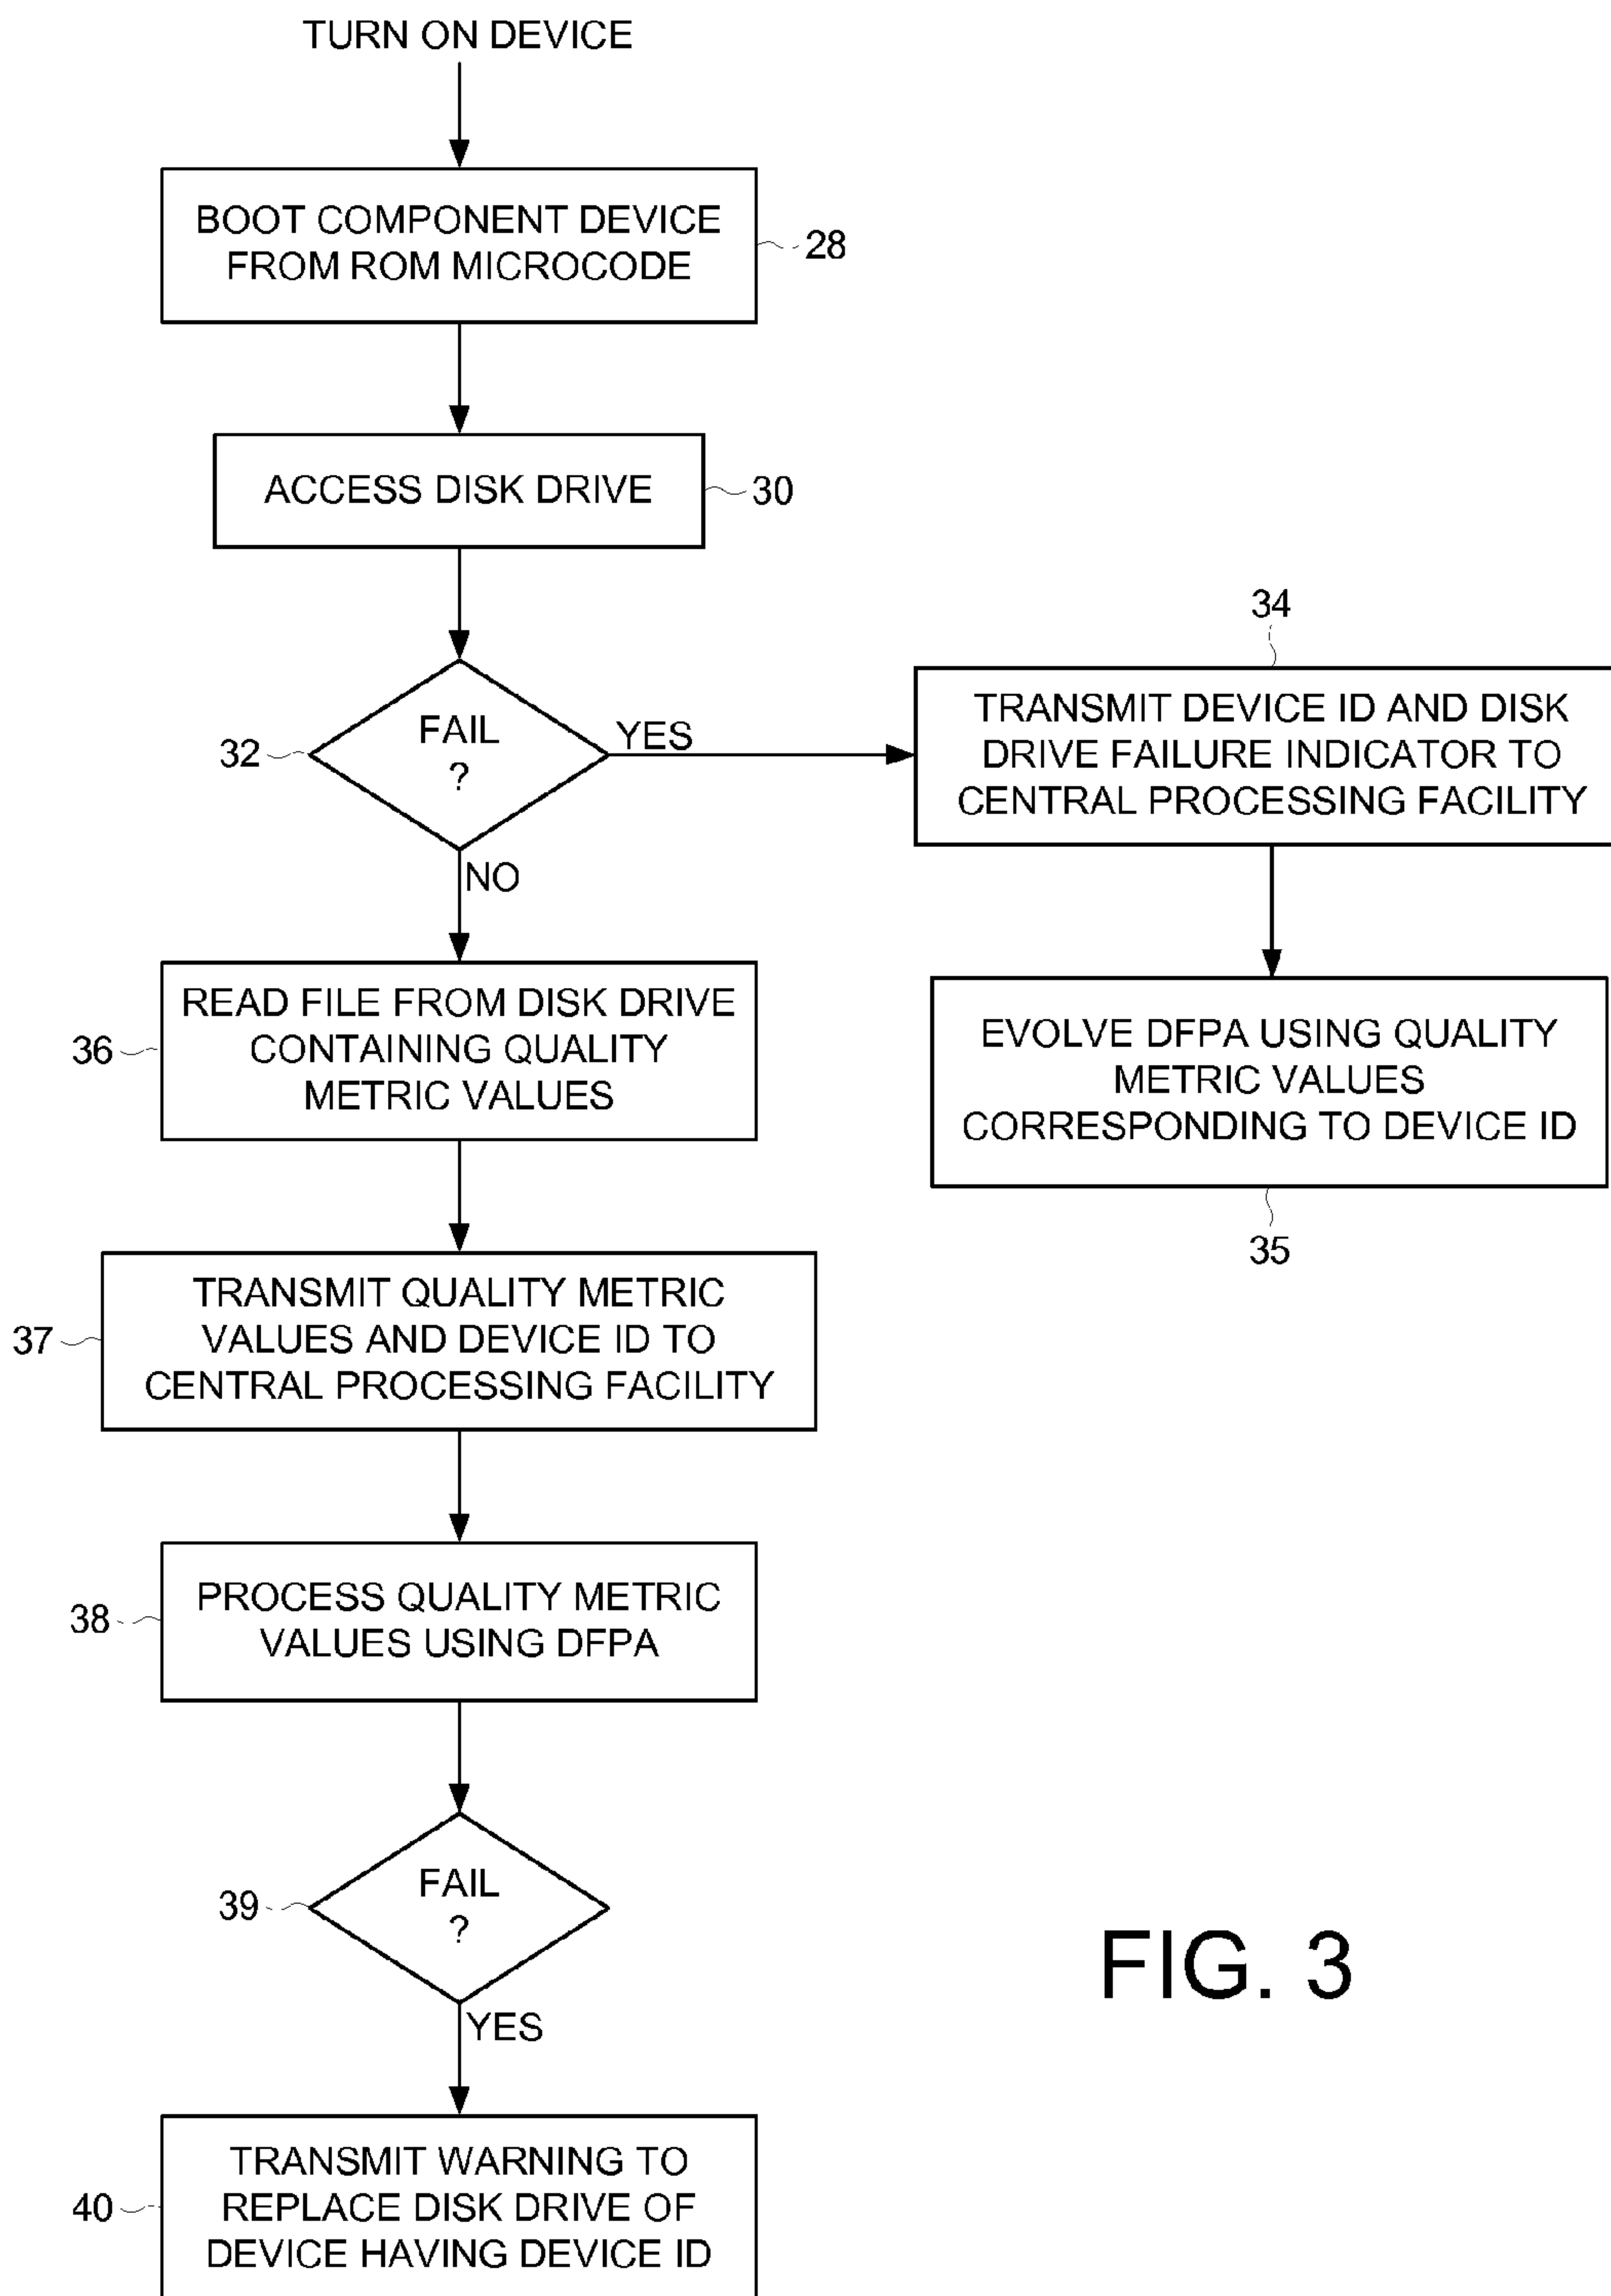 TURN ON DEVICE
BOOT COMPONENT DEVICE
FROM ROM MICROCODE
28
ACCESS DISK DRIVE
30
32
FAIL
?
YES
NO
34
TRANSMIT DEVICE ID AND DISK
DRIVE FAILURE INDICATOR TO
CENTRAL PROCESSING FACILITY
EVOLVE DFPA USING QUALITY
METRIC VALUES
CORRESPONDING TO DEVICE ID
35
36
READ FILE FROM DISK DRIVE
CONTAINING QUALITY
METRIC VALUES
37
TRANSMIT QUALITY METRIC
VALUES AND DEVICE ID TO
CENTRAL PROCESSING FACILITY
38
PROCESS QUALITY METRIC
VALUES USING DFPA
39
FAIL
?
YES
40
TRANSMIT WARNING TO
REPLACE DISK DRIVE OF
DEVICE HAVING DEVICE ID
FIG. 3